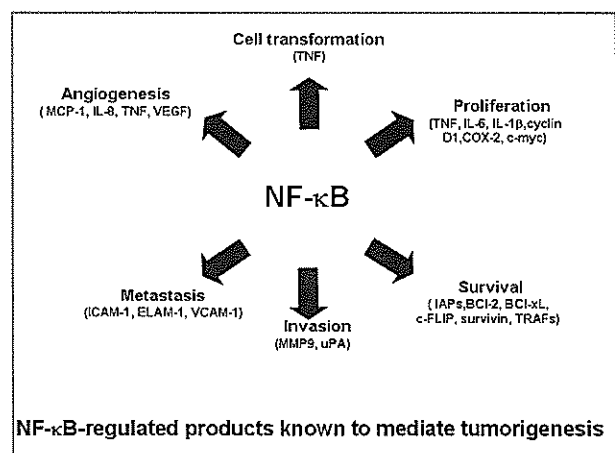 Cell transformation
(TNF)
Angiogenesis
( MCP-1, IL-8, TNF, VEGF)
Proliferation
(TNF, IL-6, IL-1β,cyclin
D1,COX-2, c-myc)
NF-κB
Metastasis
(ICAM-1, ELAM-1, VCAM-1)
Invasion
(MMP9, uPA)
Survival
( IAPs,BCl-2, BCl-xL,
c-FLIP, survivin, TRAFs)
NF-κB-regulated products known to mediate tumorigenesis